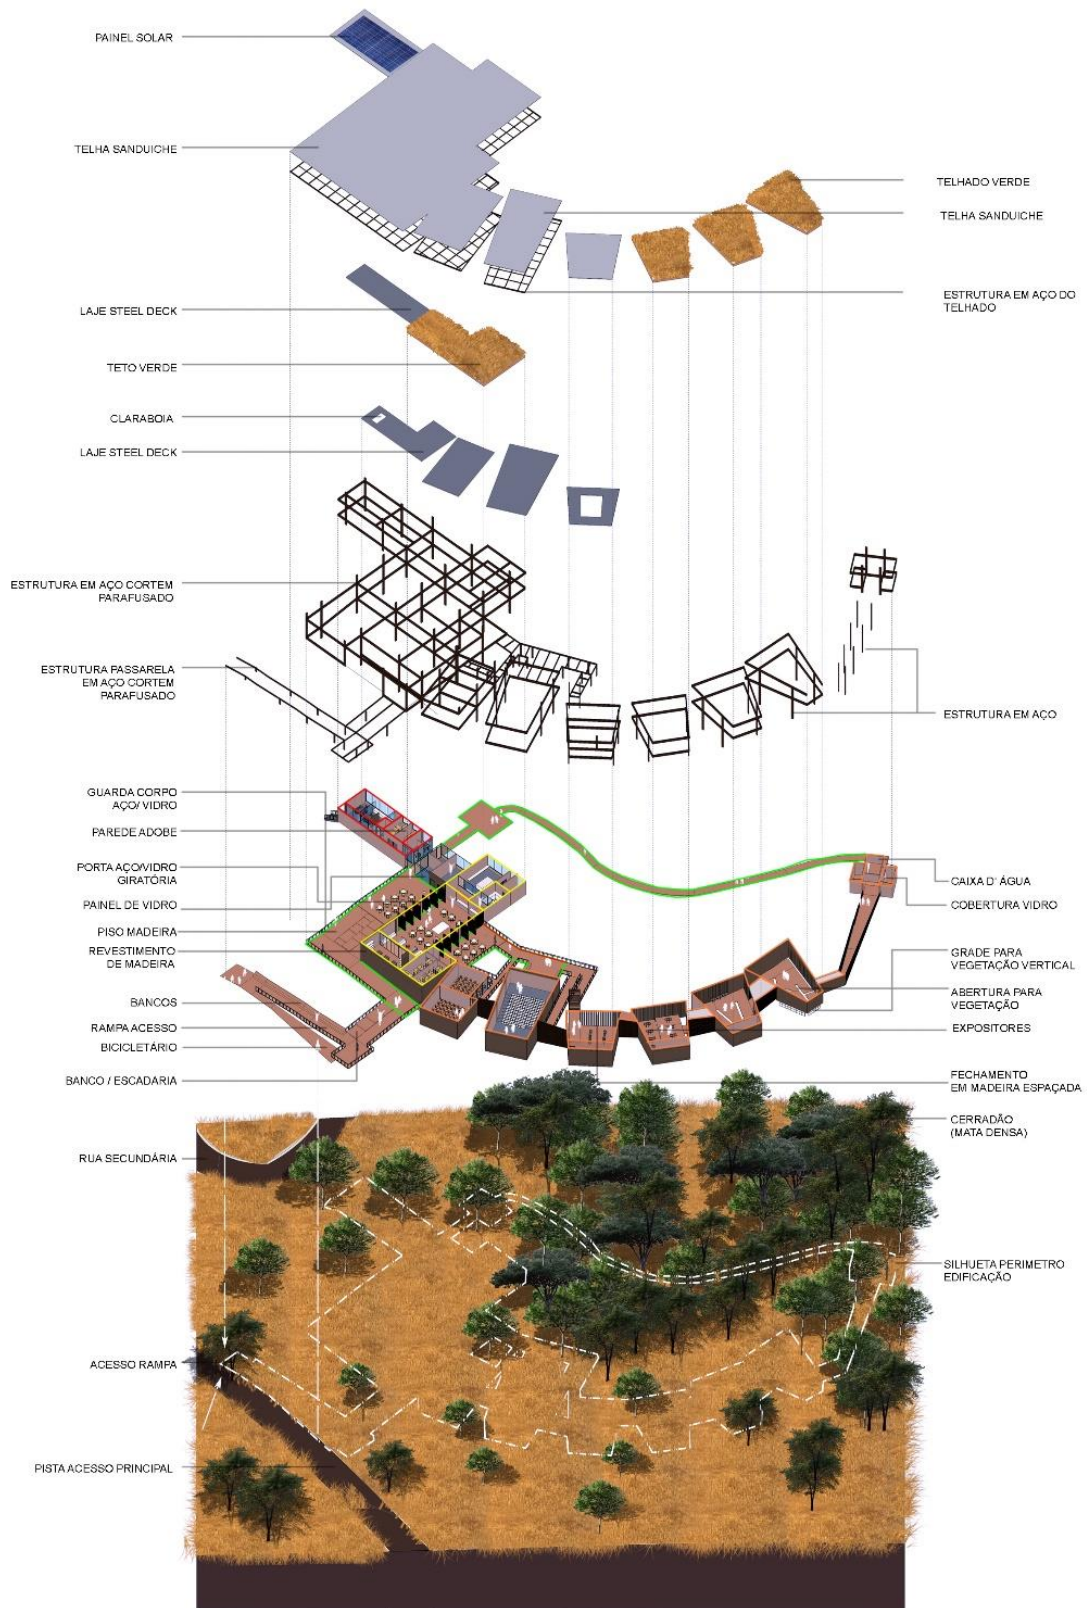 PAINEL SOLAR
TELHA SANDUICHE
TELHADO VERDE
TELHA SANDUICHE
ESTRUTURA EM AÇO DO
TELHADO
LAJE STEEL DECK
TETO VERDE
CLARABOIA
LAJE STEEL DECK
ESTRUTURA EM AÇO CORTEM
PARAFUSADO
ESTRUTURA PASSARELA
EM AÇO CORTEM
PARAFUSADO
ESTRUTURA EM AÇO
GUARDA CORPO
AÇO/ VIDRO
PAREDE ADOBE
PORTA AÇO/VIDRO
GIRATÓRIA
PAINEL DE VIDRO
PISO MADEIRA
REVESTIMENTO
DE MADEIRA
BANCOS
RAMPA ACESSO
BICICLETÁRIO
BANCO / ESCADARIA
CAIXA D' ÁGUA
COBERTURA VIDRO
GRADE PARA
VEGETAÇÃO VERTICAL
ABERTURA PARA
VEGETAÇÃO
EXPOSITORES
FECHAMENTO
EM MADEIRA ESPAÇADA
CERRADÃO
(MATA DENSA)
RUA SECUNDÁRIA
SILHUETA PERIMETRO
EDIFICAÇÃO
ACESSO RAMPA
PISTA ACESSO PRINCIPAL